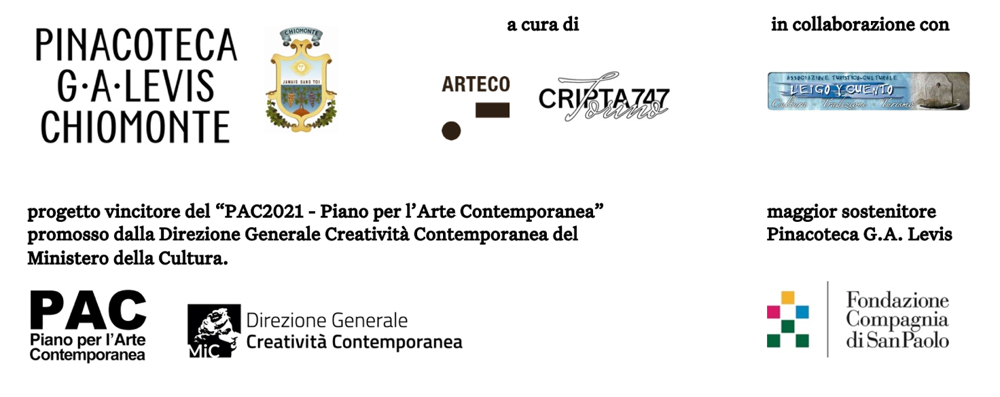 PINACOTECA
G·A·LEVIS
CHIOMONTE
CHIOMONTE
JAMAIS SANS TOI
a cura di
ARTECO
CRIPTA747
Torino
in collaborazione con
ASSOCIAZIONE TURISTICO-CULTURALE
L'EIGO Y CUENTO
Cultura - Tradizioni - Turismo
progetto vincitore del “PAC2021 - Piano per l’Arte Contemporanea”
promosso dalla Direzione Generale Creatività Contemporanea del
Ministero della Cultura.
maggior sostenitore
Pinacoteca G.A. Levis
PAC
Piano per l’Arte
Contemporanea
MiC
Direzione Generale
Creatività Contemporanea
Fondazione
Compagnia
di San Paolo